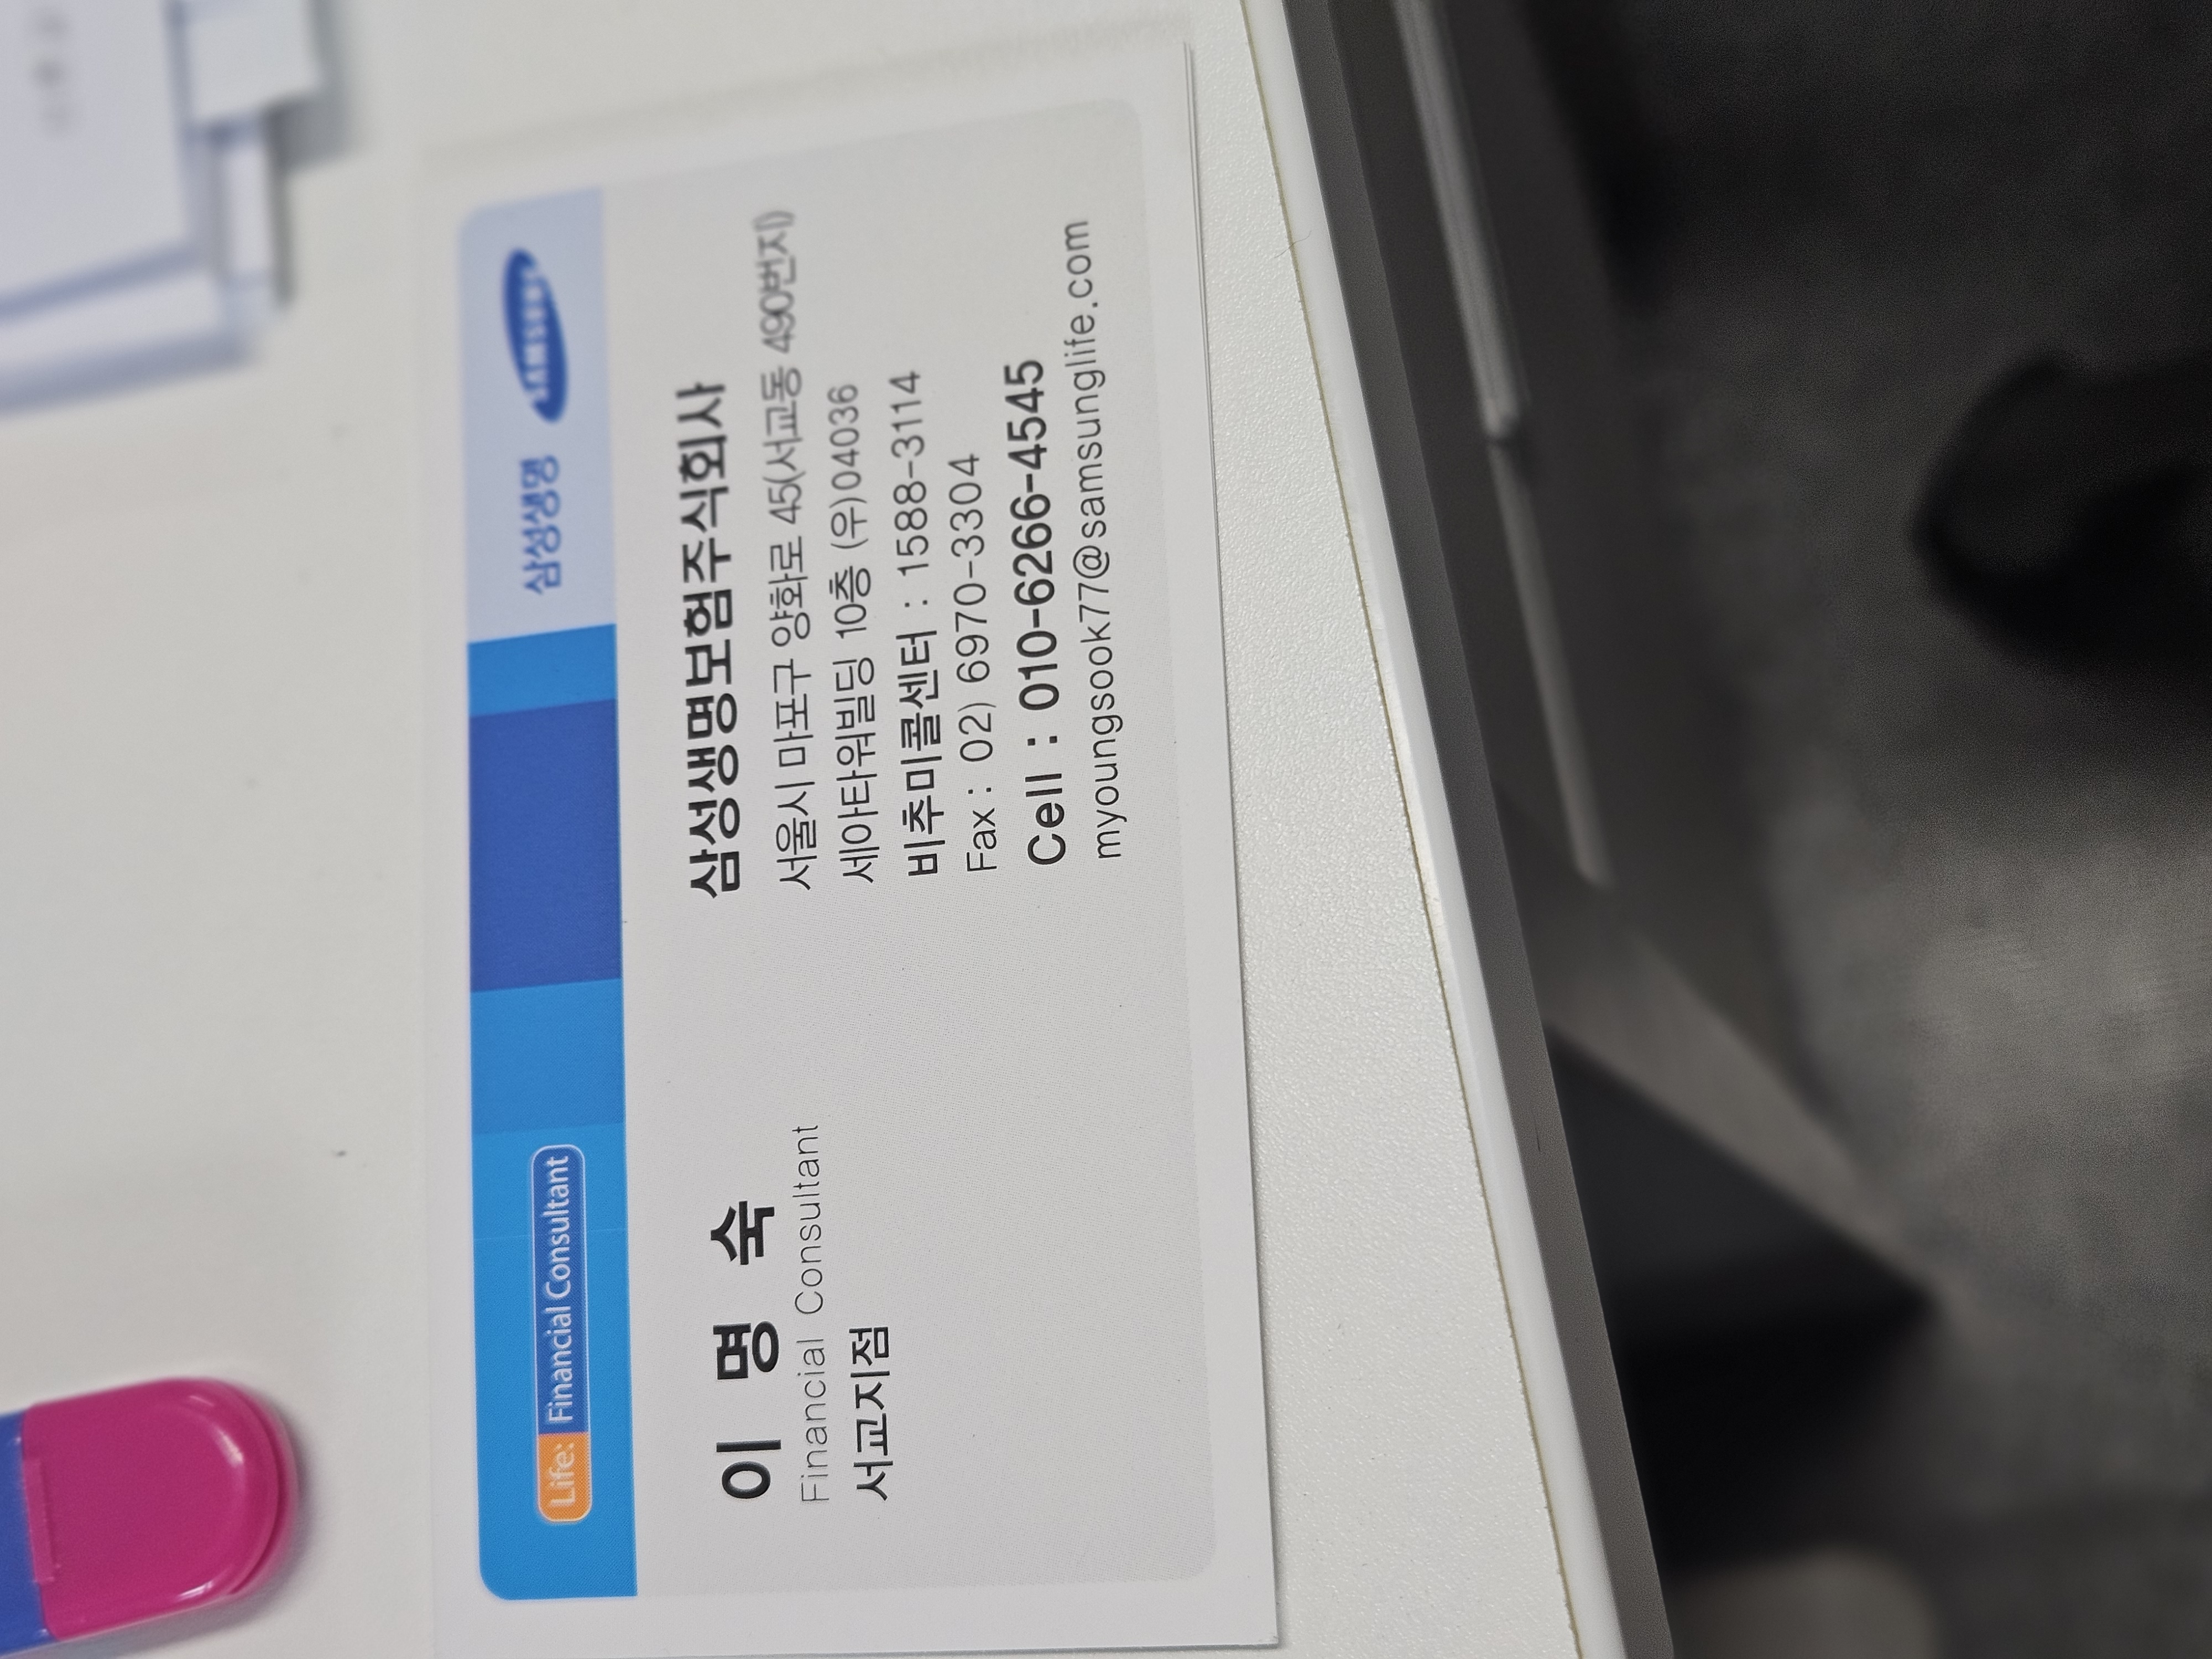 Life: Financial Consultant
삼성생명 SAMSUNG
이 명 숙
Financial Consultant
서교지점
삼성생명보험주식회사
서울시 마포구 양화로 45(서교동 490번지)
세아타워빌딩 10층 (우)04036
비추미콜센터 : 1588-3114
Fax : 02) 6970-3304
Cell : 010-6266-4545
myoungsook77@samsunglife.com